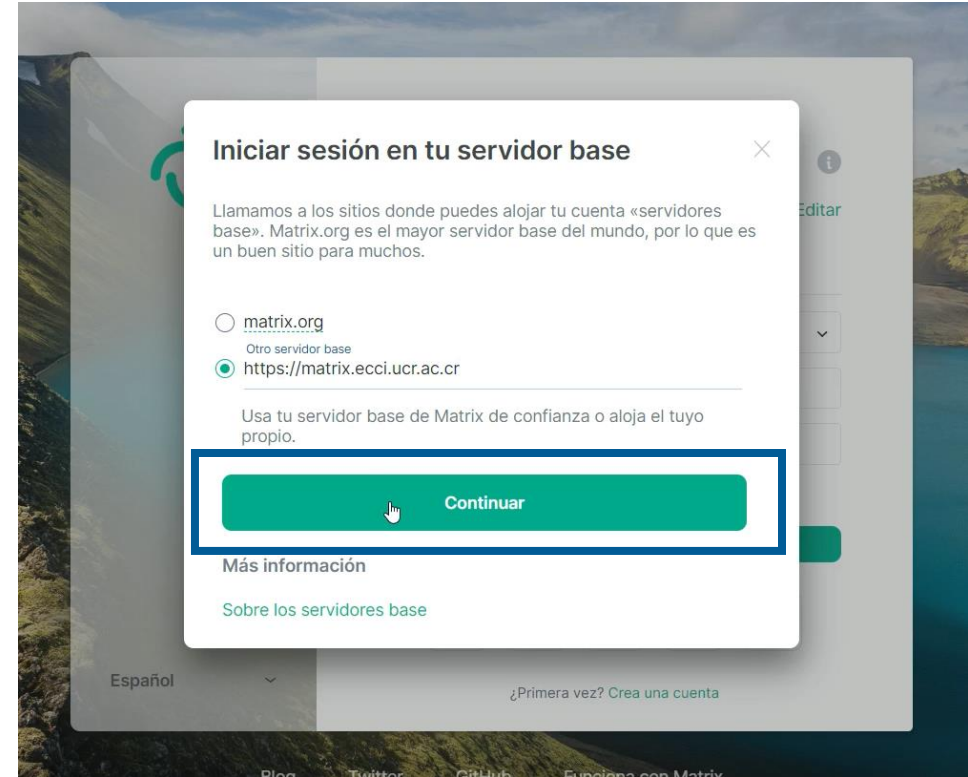 Iniciar sesión en tu servidor base
Editar
Llamamos a los sitios donde puedes alojar tu cuenta «servidores
base». Matrix.org es el mayor servidor base del mundo, por lo que es
un buen sitio para muchos.
matrix.org
Otro servidor base
https://matrix.ecci.ucr.ac.cr
Usa tu servidor base de Matrix de confianza o aloja el tuyo
propio.
Continuar
Más información
Sobre los servidores base
Español
¿Primera vez? Crea una cuenta
Blog Twitter GitHub Funciona con Matrix